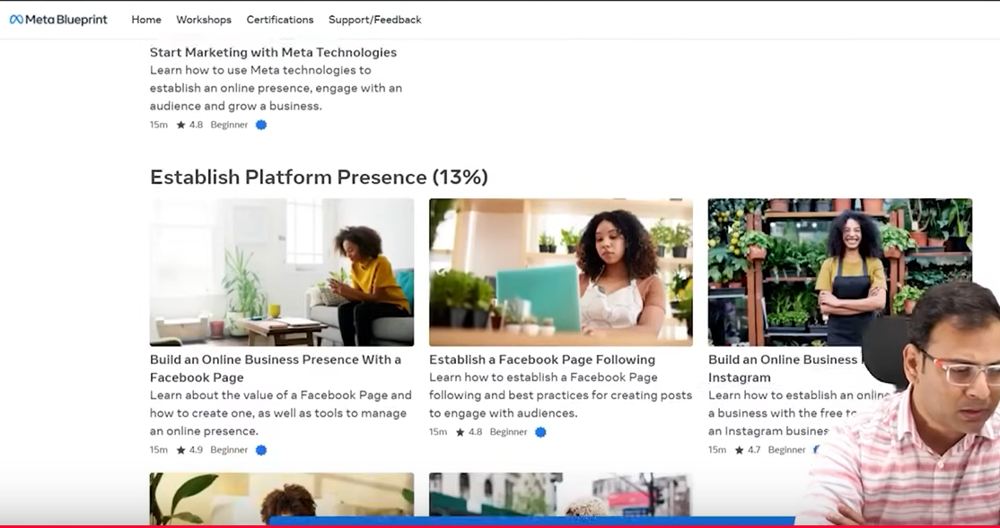 Meta Blueprint Home Workshops Certifications Support/Feedback
Start Marketing with Meta Technologies
Learn how to use Meta technologies to
establish an online presence, engage with an
audience and grow a business.
15m 4.8 Beginner
Establish Platform Presence (13%)
Build an Online Business Presence With a
Facebook Page
Learn about the value of a Facebook Page and
how to create one, as well as tools to manage
an online presence.
15m 4.9 Beginner
Establish a Facebook Page Following
Learn how to establish a Facebook Page
following and best practices for creating posts
to engage with audiences.
15m 4.8 Beginner
Build an Online Business
Instagram
Learn how to establish an online
a business with the free
an Instagram business
15m 4.7 Beginner